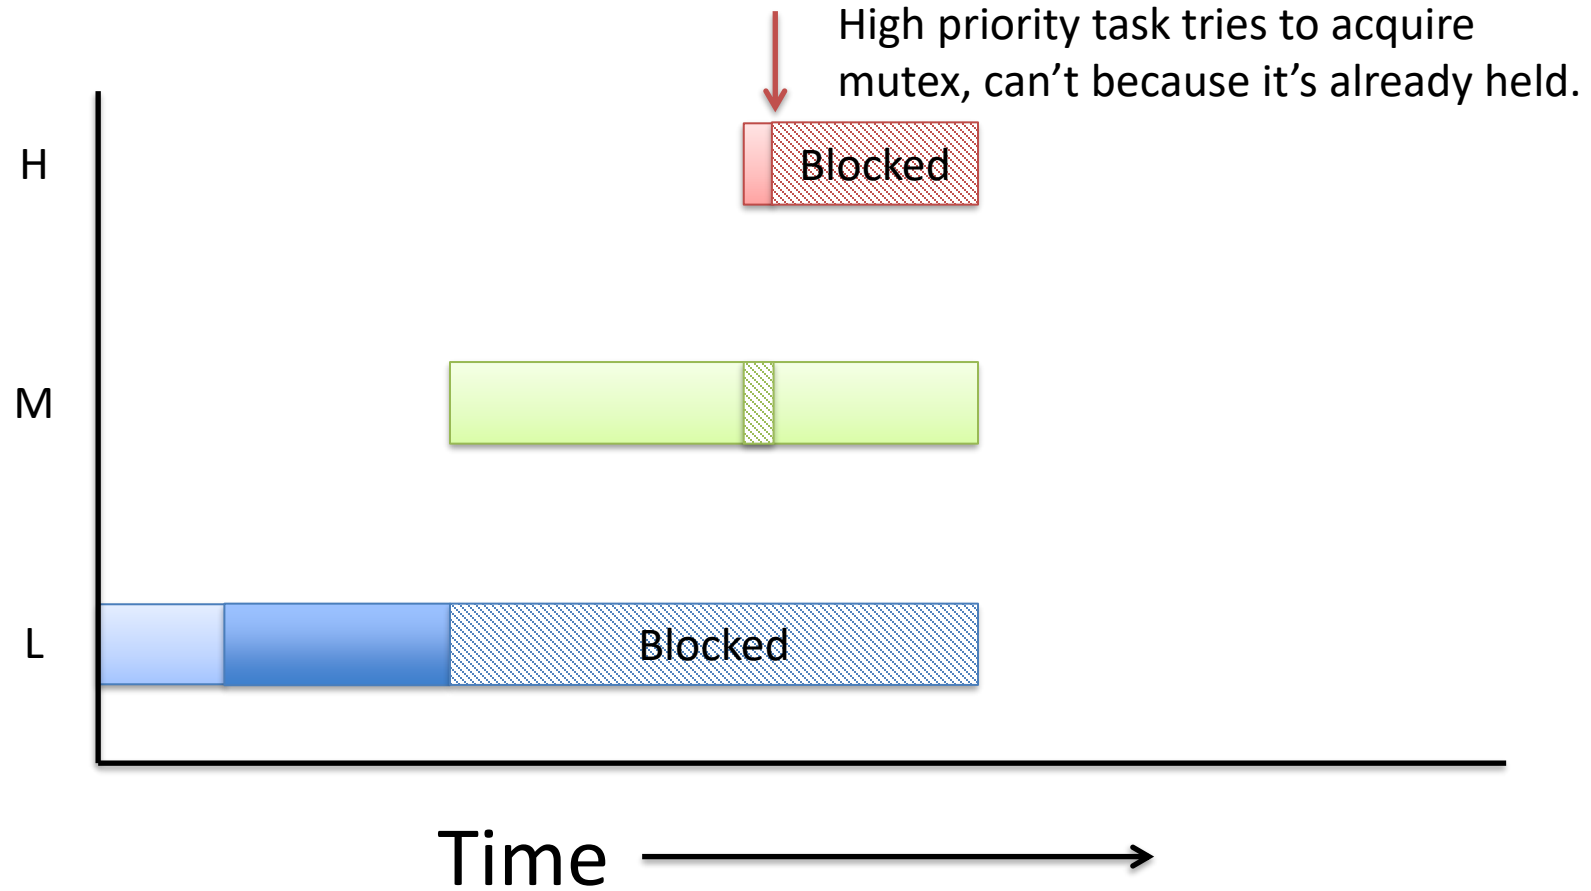 High priority task tries to acquire
mutex, can’t because it’s already held.
H
Blocked
M
L
Blocked
Time